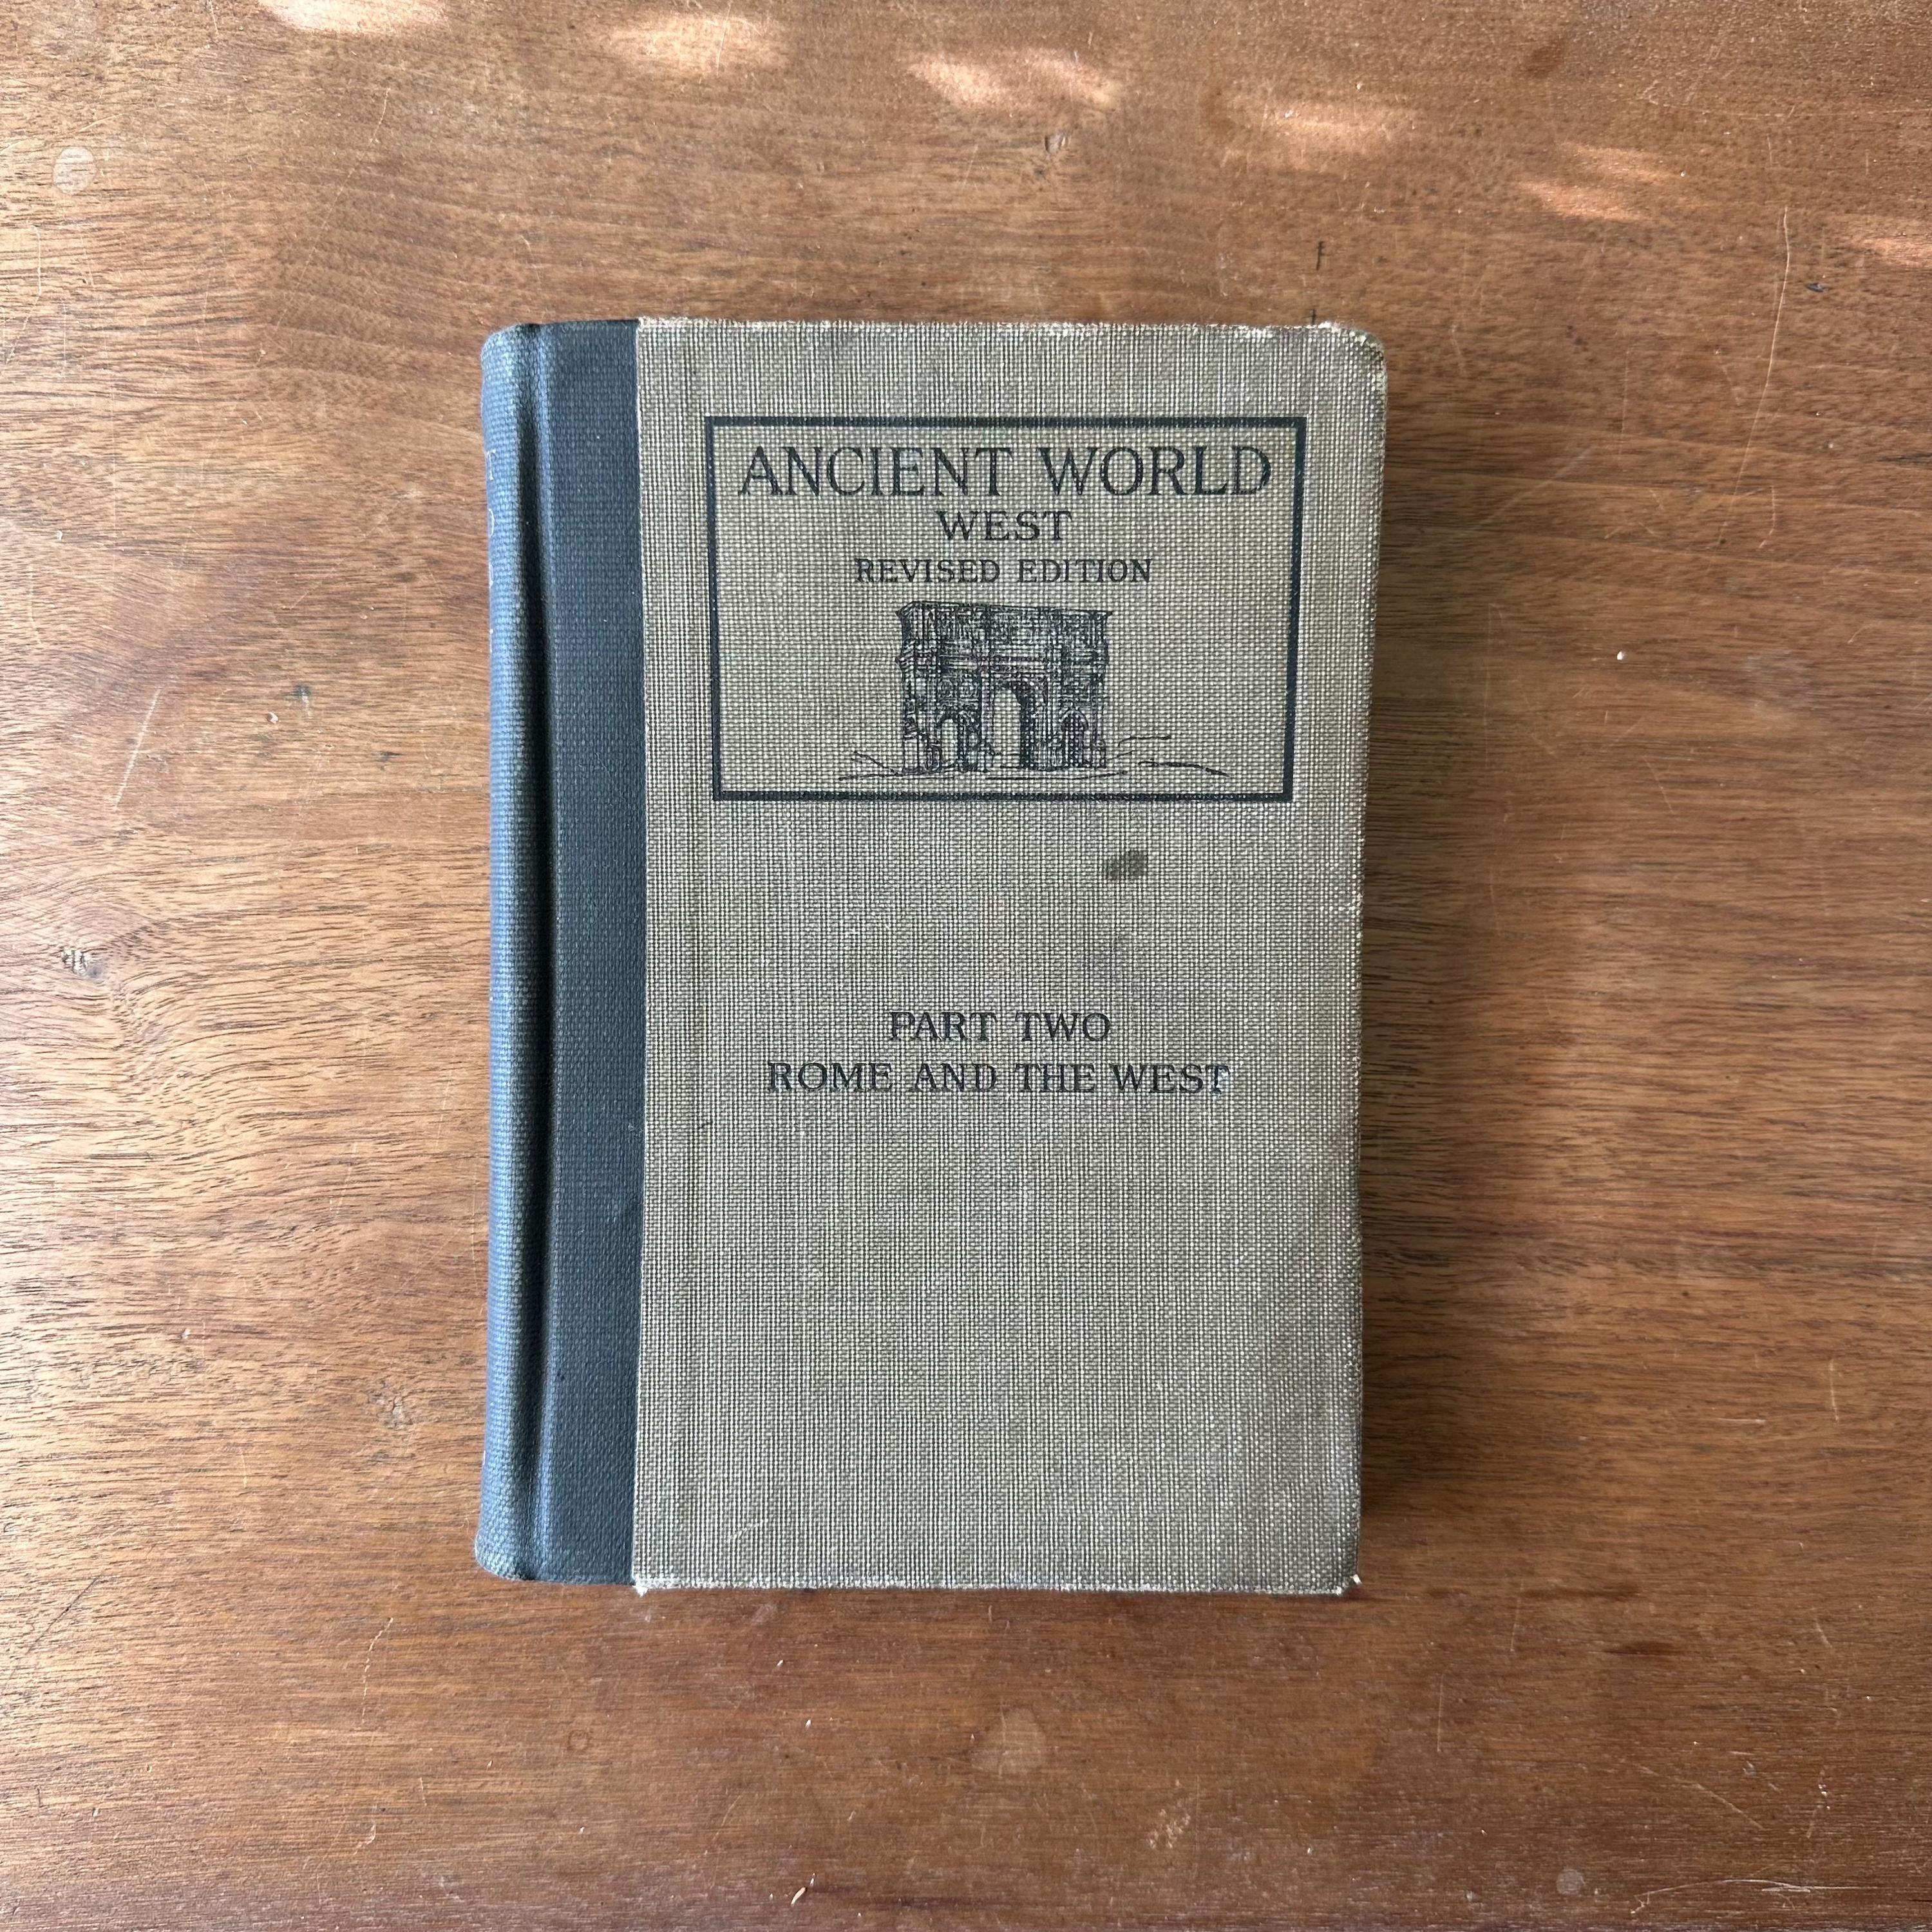 ANCIENT WORLD
WEST
REVISED EDITION
PART TWO
ROME AND THE WEST